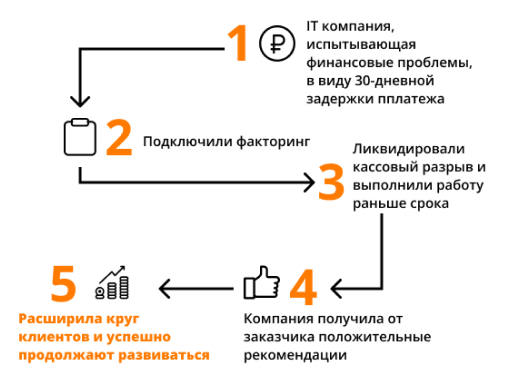 1
IT компания,
испытывающая
финансовые проблемы,
в виду 30-дневной
задержки пплатежа
2
Подключили факторинг
3
Ликвидировали
кассовый разрыв и
выполнили работу
раньше срока
4
Компания получила от
заказчика положительные
рекомендации
5
Расширила круг
клиентов и успешно
продолжают развиваться